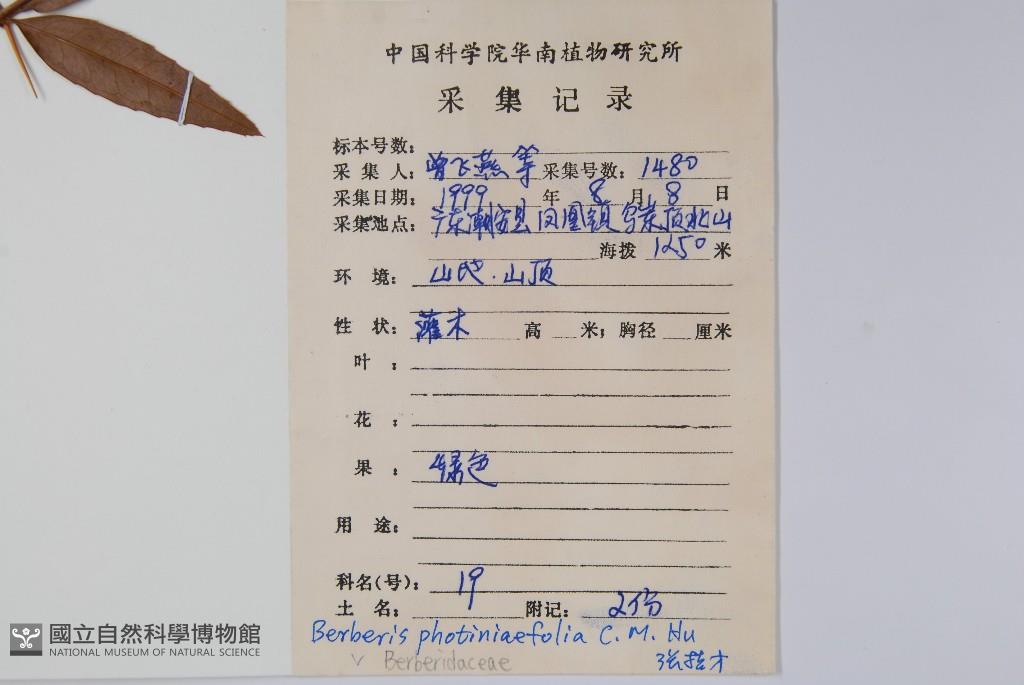 中国科学院华南植物研究所
采集记录
标本号数:
采集人: 曾飞燕等 采集号数: 1480
采集日期: 1999 年 8 月 8 日
采集地点: 广东潮安县凤凰镇乌岽顶北山
海拨 1250 米
环境: 山地.山顶
性状: 灌木 高 米; 胸径 厘米
叶:
花:
果: 绿色
用途:
科名(号): 19
土名: 附记: 2份
Berberis photiniaefolia C. M. Hu
v Berberidaceae
國立自然科學博物館
NATIONAL MUSEUM OF NATURAL SCIENCE